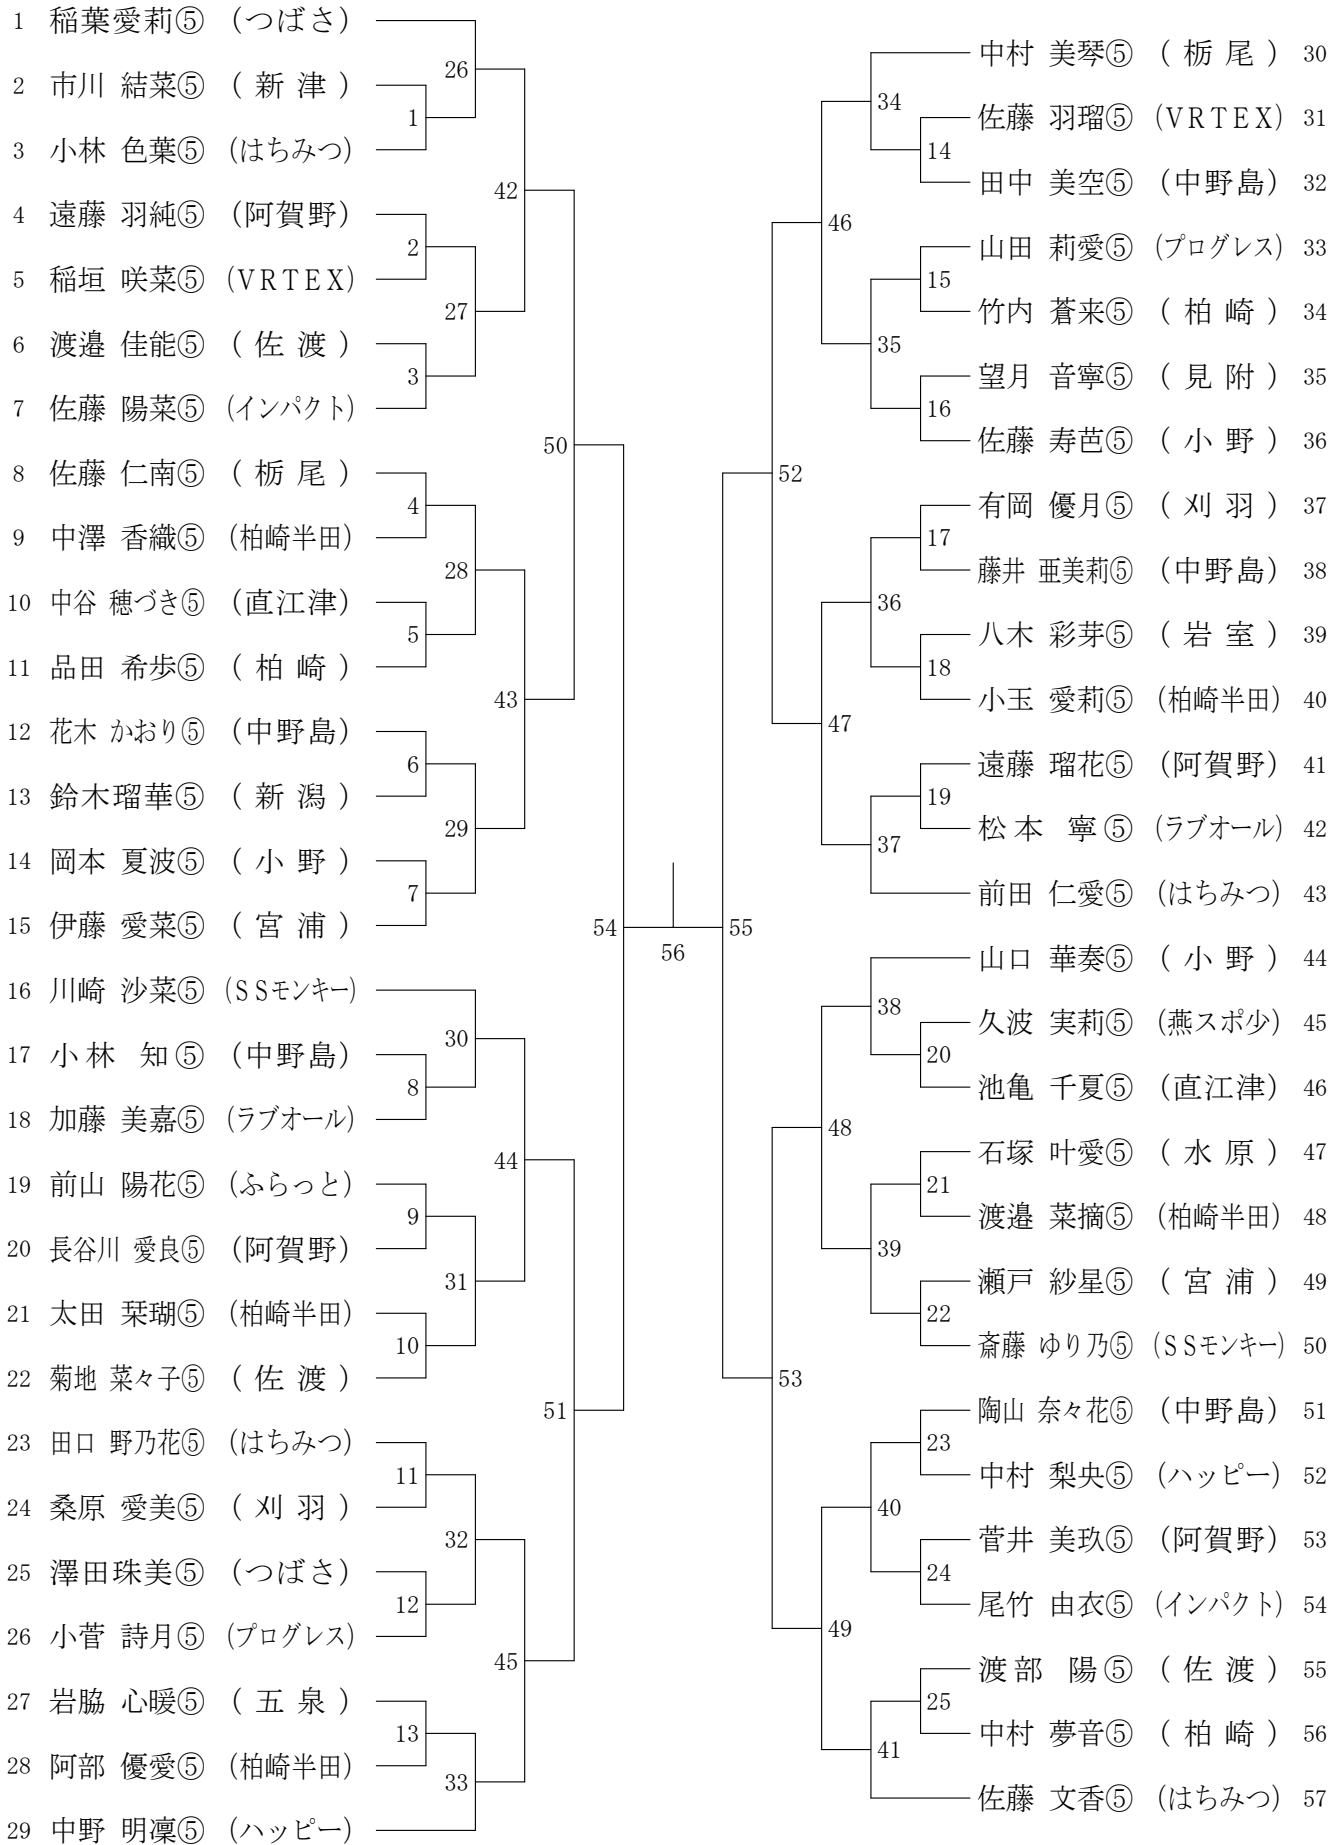 1 稲葉愛莉⑤ (つばさ)
2 市川 結菜⑤ ( 新 津 )
3 小林 色葉⑤ (はちみつ)
4 遠藤 羽純⑤ (阿賀野)
5 稲垣 咲菜⑤ (VRTEX)
6 渡邉 佳能⑤ ( 佐 渡 )
7 佐藤 陽菜⑤ (インパクト)
8 佐藤 仁南⑤ ( 栃 尾 )
9 中澤 香織⑤ (柏崎半田)
10 中谷 穂づき⑤ (直江津)
11 品田 希歩⑤ ( 柏 崎 )
12 花木 かおり⑤ (中野島)
13 鈴木瑠華⑤ ( 新 潟 )
14 岡本 夏波⑤ ( 小 野 )
15 伊藤 愛菜⑤ ( 宮 浦 )
16 川崎 沙菜⑤ (SSモンキー)
17 小 林 知⑤ (中野島)
18 加藤 美嘉⑤ (ラブオール)
19 前山 陽花⑤ (ふらっと)
20 長谷川 愛良⑤ (阿賀野)
21 太田 栞瑚⑤ (柏崎半田)
22 菊地 菜々子⑤ ( 佐 渡 )
23 田口 野乃花⑤ (はちみつ)
24 桑原 愛美⑤ ( 刈 羽 )
25 澤田珠美⑤ (つばさ)
26 小菅 詩月⑤ (プログレス)
27 岩脇 心暖⑤ ( 五 泉 )
28 阿部 優愛⑤ (柏崎半田)
29 中野 明凜⑤ (ハッピー)
1
2
3
4
5
6
7
8
9
10
11
12
13
26
27
28
29
30
31
32
33
42
43
44
45
50
51
54
56
55
52
53
46
47
48
49
34
35
36
37
38
39
40
41
14
15
16
17
18
19
20
21
22
23
24
25
中村 美琴⑤ ( 栃 尾 ) 30
佐藤 羽瑠⑤ (VRTEX) 31
田中 美空⑤ (中野島) 32
山田 莉愛⑤ (プログレス) 33
竹内 蒼来⑤ ( 柏 崎 ) 34
望月 音寧⑤ ( 見 附 ) 35
佐藤 寿芭⑤ ( 小 野 ) 36
有岡 優月⑤ ( 刈 羽 ) 37
藤井 亜美莉⑤ (中野島) 38
八木 彩芽⑤ ( 岩 室 ) 39
小玉 愛莉⑤ (柏崎半田) 40
遠藤 瑠花⑤ (阿賀野) 41
松 本 寧⑤ (ラブオール) 42
前田 仁愛⑤ (はちみつ) 43
山口 華奏⑤ ( 小 野 ) 44
久波 実莉⑤ (燕スポ少) 45
池亀 千夏⑤ (直江津) 46
石塚 叶愛⑤ ( 水 原 ) 47
渡邉 菜摘⑤ (柏崎半田) 48
瀬戸 紗星⑤ ( 宮 浦 ) 49
斎藤 ゆり乃⑤ (SSモンキー) 50
陶山 奈々花⑤ (中野島) 51
中村 梨央⑤ (ハッピー) 52
菅井 美玖⑤ (阿賀野) 53
尾竹 由衣⑤ (インパクト) 54
渡 部 陽⑤ ( 佐 渡 ) 55
中村 夢音⑤ ( 柏 崎 ) 56
佐藤 文香⑤ (はちみつ) 57